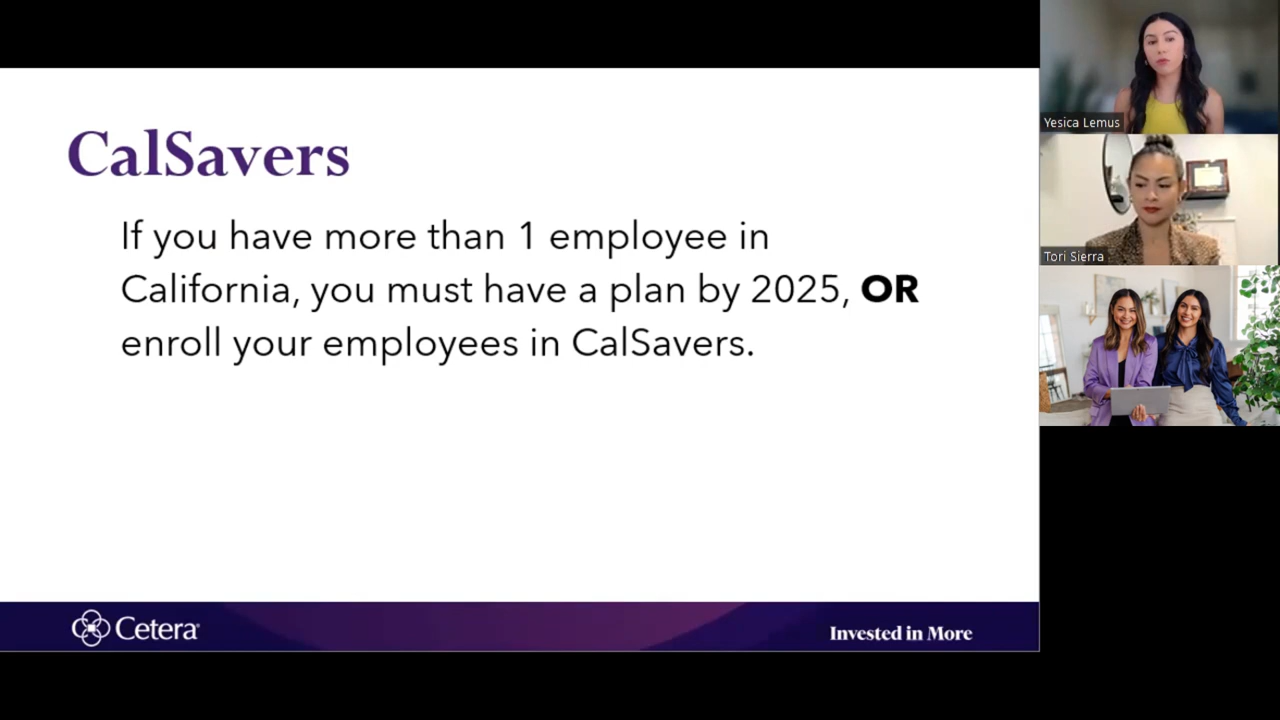 CalSavers
If you have more than 1 employee in
California, you must have a plan by 2025, OR
enroll your employees in CalSavers.
Cetera®
Invested in More
Yesica Lemus
Tori Sierra